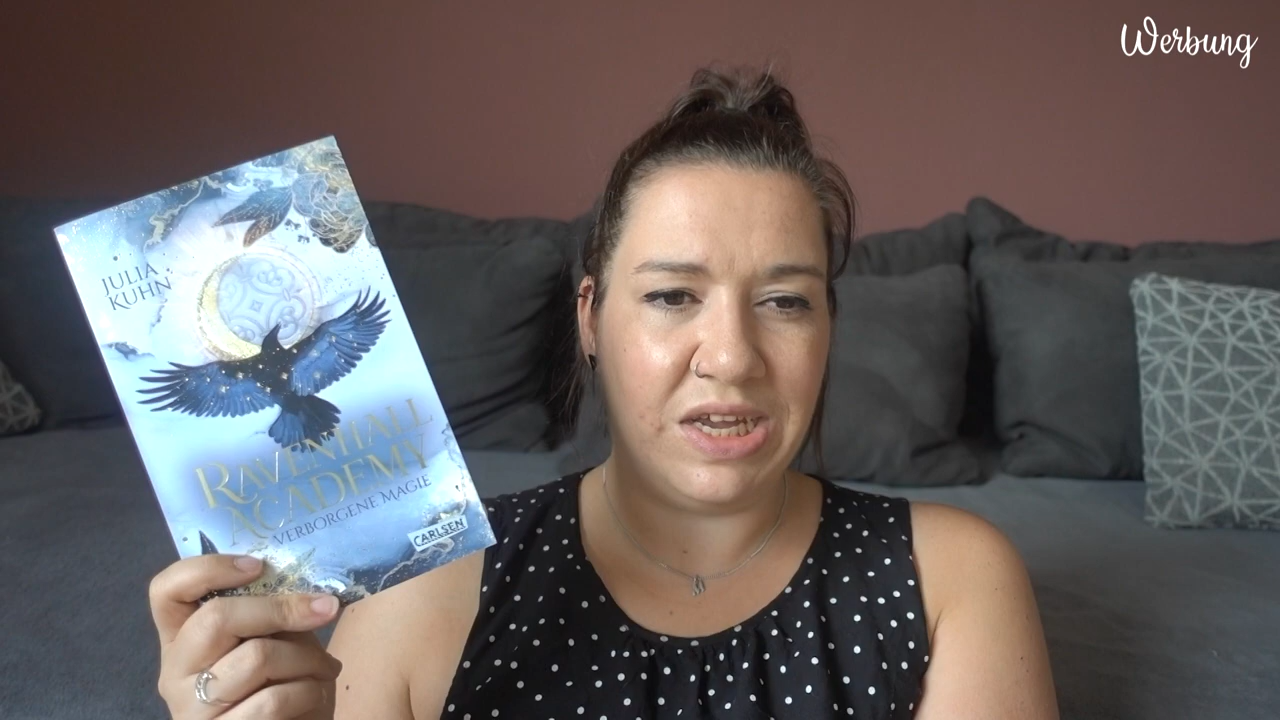 Werbung
JULIA
KUHN
RAVENHALL
ACADEMY
VERBORGENE MAGIE
CARLSEN